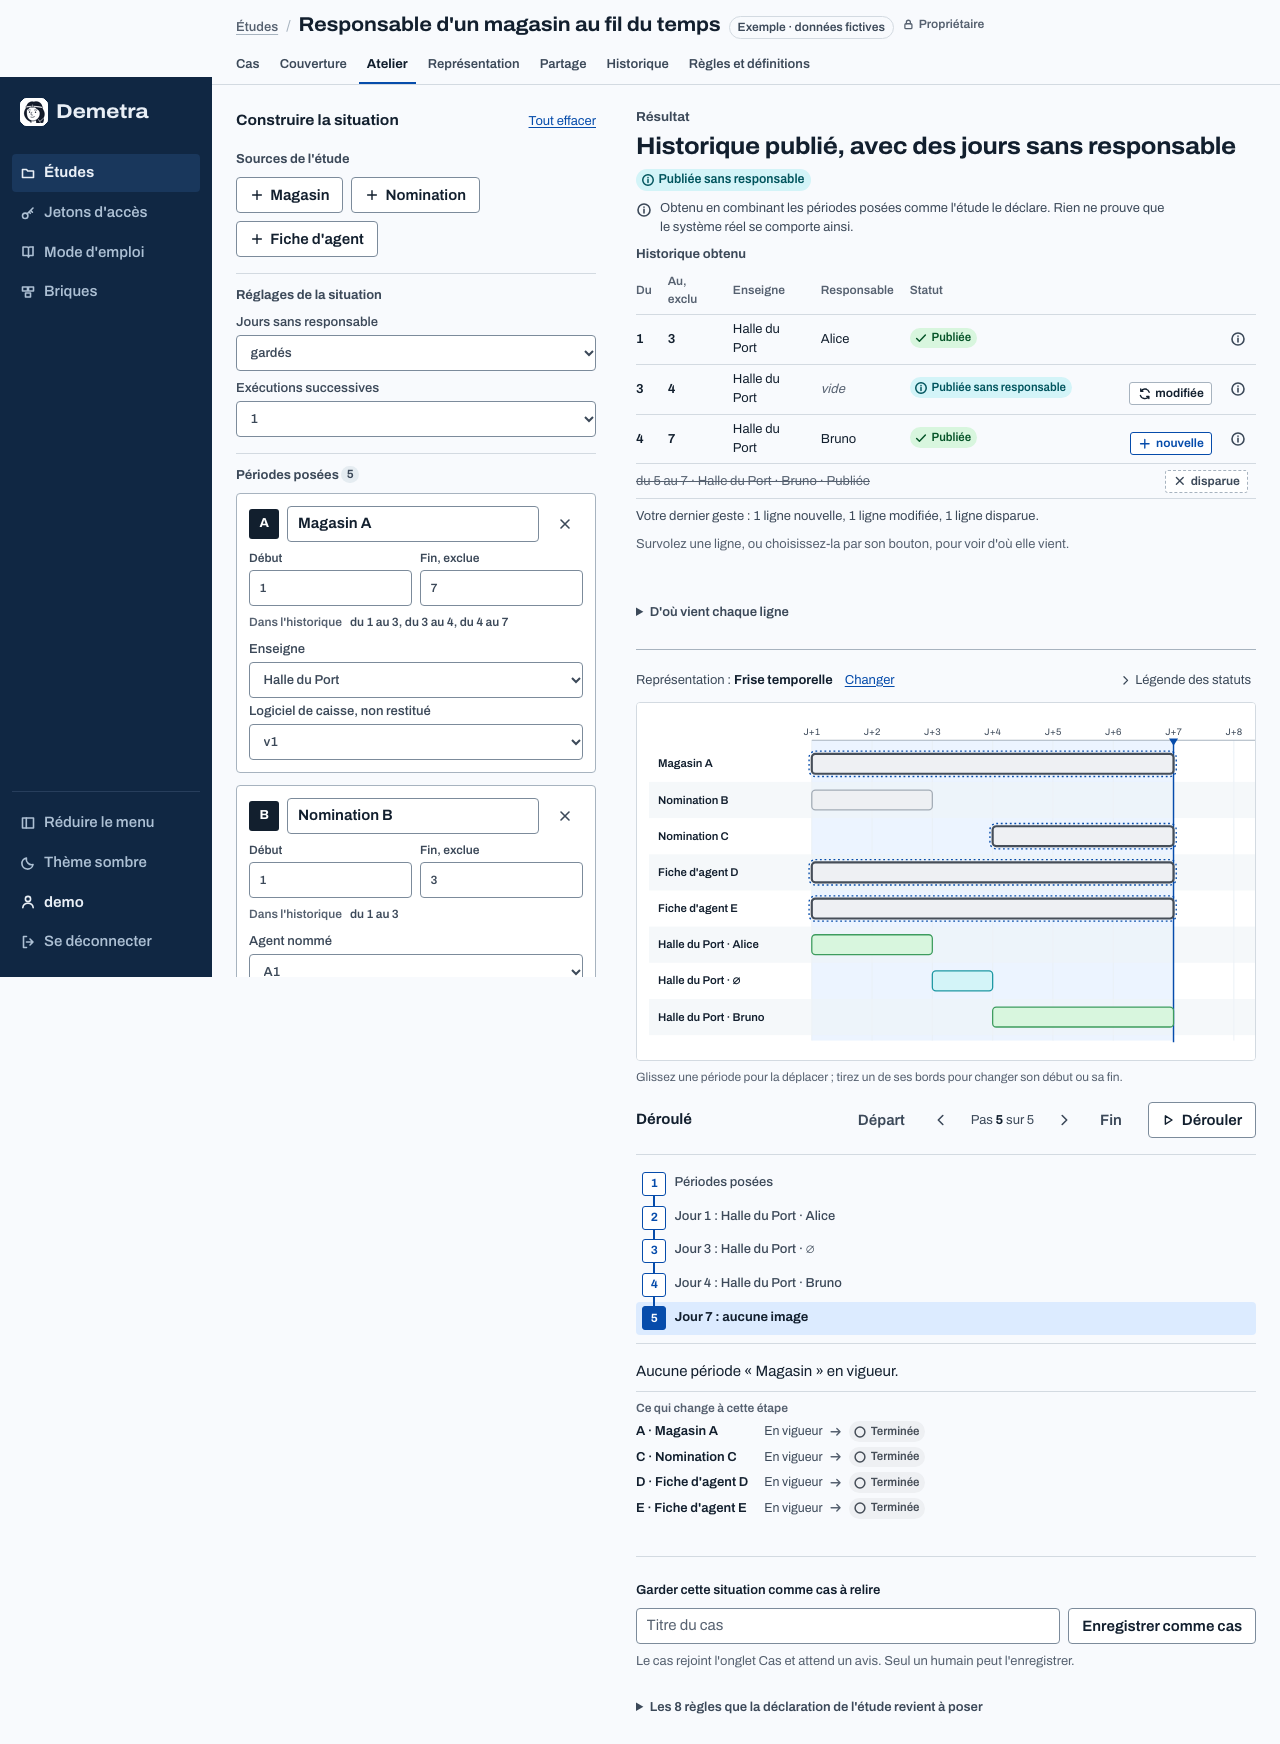 Études / Responsable d'un magasin au fil du temps Exemple · données fictives Propriétaire
Cas Couverture Atelier Représentation Partage Historique Règles et définitions
Demetra
Études
Jetons d'accès
Mode d'emploi
Briques
Réduire le menu
Thème sombre
demo
Se déconnecter
Construire la situation Tout effacer
Sources de l'étude
Magasin Nomination
Fiche d'agent
Réglages de la situation
Jours sans responsable
gardés
Exécutions successives
1
Périodes posées 5
A Magasin A
Début Fin, exclue
1 7
Dans l'historique du 1 au 3, du 3 au 4, du 4 au 7
Enseigne
Halle du Port
Logiciel de caisse, non restitué
v1
B Nomination B
Début Fin, exclue
1 3
Dans l'historique du 1 au 3
Agent nommé
A1
Résultat
Historique publié, avec des jours sans responsable
Publiée sans responsable
Obtenu en combinant les périodes posées comme l'étude le déclare. Rien ne prouve que
le système réel se comporte ainsi.
Historique obtenu
Du Au, exclu Enseigne Responsable Statut
1 3 Halle du Port Alice Publiée
3 4 Halle du Port vide Publiée sans responsable modifiée
4 7 Halle du Port Bruno Publiée nouvelle
du 5 au 7 · Halle du Port · Bruno · Publiée disparue
Votre dernier geste : 1 ligne nouvelle, 1 ligne modifiée, 1 ligne disparue.
Survolez une ligne, ou choisissez-la par son bouton, pour voir d'où elle vient.
D'où vient chaque ligne
Représentation : Frise temporelle Changer Légende des statuts
J+1 J+2 J+3 J+4 J+5 J+6 J+7 J+8
Magasin A
Nomination B
Nomination C
Fiche d'agent D
Fiche d'agent E
Halle du Port · Alice
Halle du Port · ∅
Halle du Port · Bruno
Glissez une période pour la déplacer ; tirez un de ses bords pour changer son début ou sa fin.
Déroulé Départ Pas 5 sur 5 Fin Dérouler
1 Périodes posées
2 Jour 1 : Halle du Port · Alice
3 Jour 3 : Halle du Port · ∅
4 Jour 4 : Halle du Port · Bruno
5 Jour 7 : aucune image
Aucune période « Magasin » en vigueur.
Ce qui change à cette étape
A · Magasin A En vigueur → Terminée
C · Nomination C En vigueur → Terminée
D · Fiche d'agent D En vigueur → Terminée
E · Fiche d'agent E En vigueur → Terminée
Garder cette situation comme cas à relire
Titre du cas Enregistrer comme cas
Le cas rejoint l'onglet Cas et attend un avis. Seul un humain peut l'enregistrer.
Les 8 règles que la déclaration de l'étude revient à poser